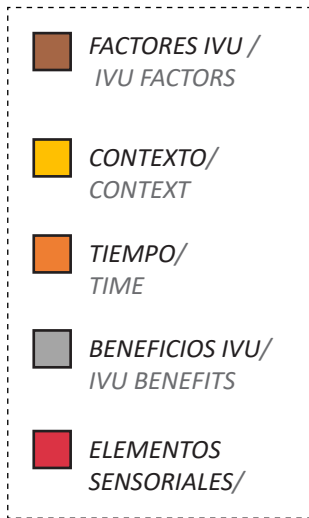 FACTORES IVU /
IVU FACTORS
CONTEXTO/
CONTEXT
TIEMPO/
TIME
BENEFICIOS IVU/
IVU BENEFITS
ELEMENTOS
SENSORIALES/